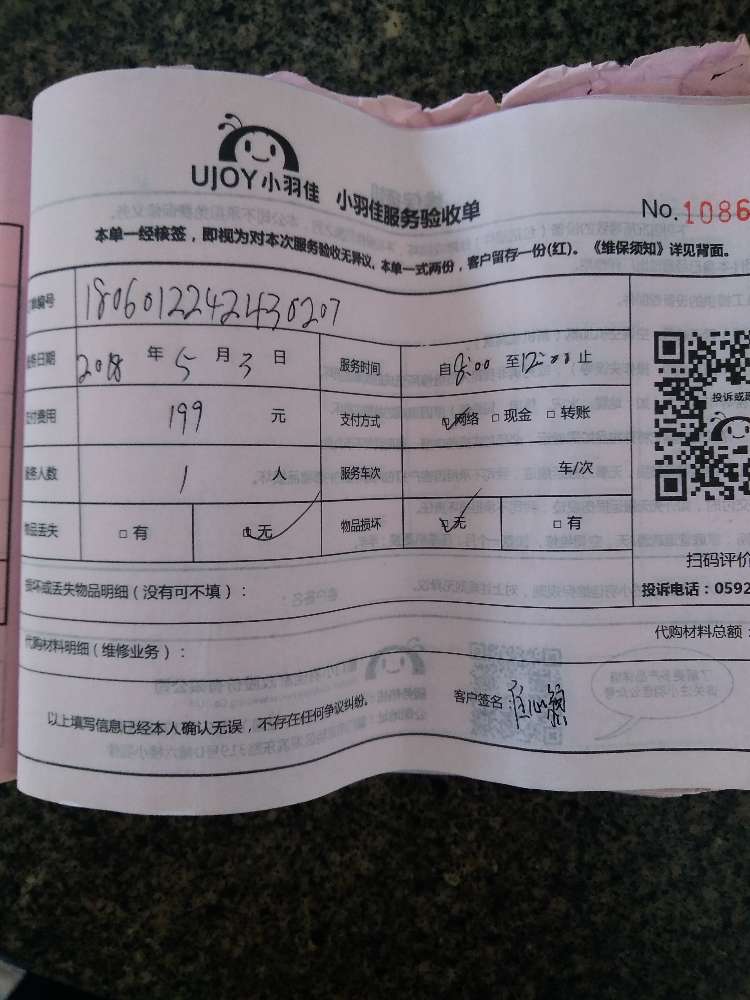 UJOY小羽佳 小羽佳服务验收单
No.1086
本单一经核签，即视为对本次服务验收无异议。本单一式两份，客户留存一份(红)。《维保须知》详见背面。
单编号 1806012242430207
务日期 2018 年 5 月 3 日 服务时间 自8:00 至12:00 止
付费用 199 元 支付方式 网络 □ 现金 □ 转账
投诉或
服务人数 1 人 服务车次 车/次
物品丢失 □ 有 无 物品损坏 无 □ 有
扫码评价
损坏或丢失物品明细（没有可不填）：
投诉电话：0592
代购材料总额：
代购材料明细（维修业务）：
客户签名：
以上填写信息已经本人确认无误，不存在任何争议纠纷。